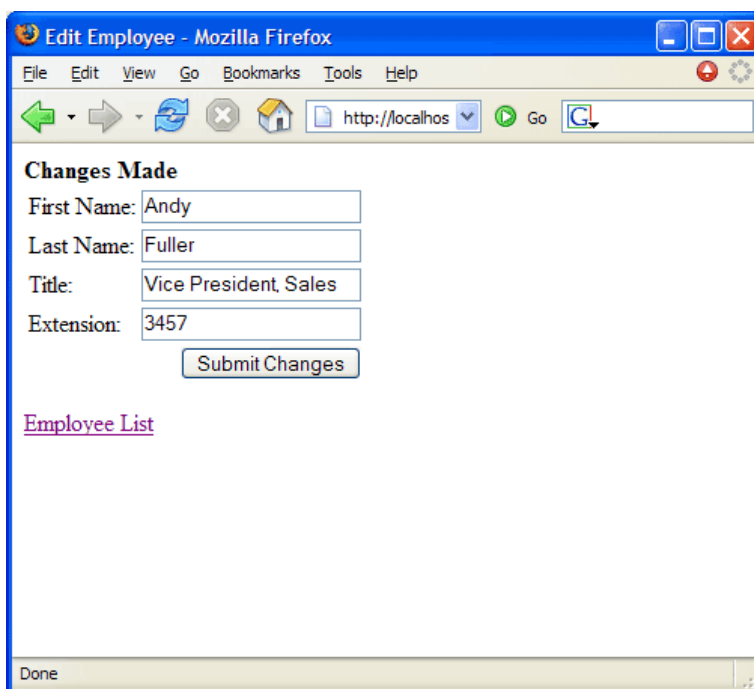 Edit Employee - Mozilla Firefox
File Edit View Go Bookmarks Tools Help
http://localhos Go G
Changes Made
First Name: Andy
Last Name: Fuller
Title: Vice President, Sales
Extension: 3457
Submit Changes
Employee List
Done